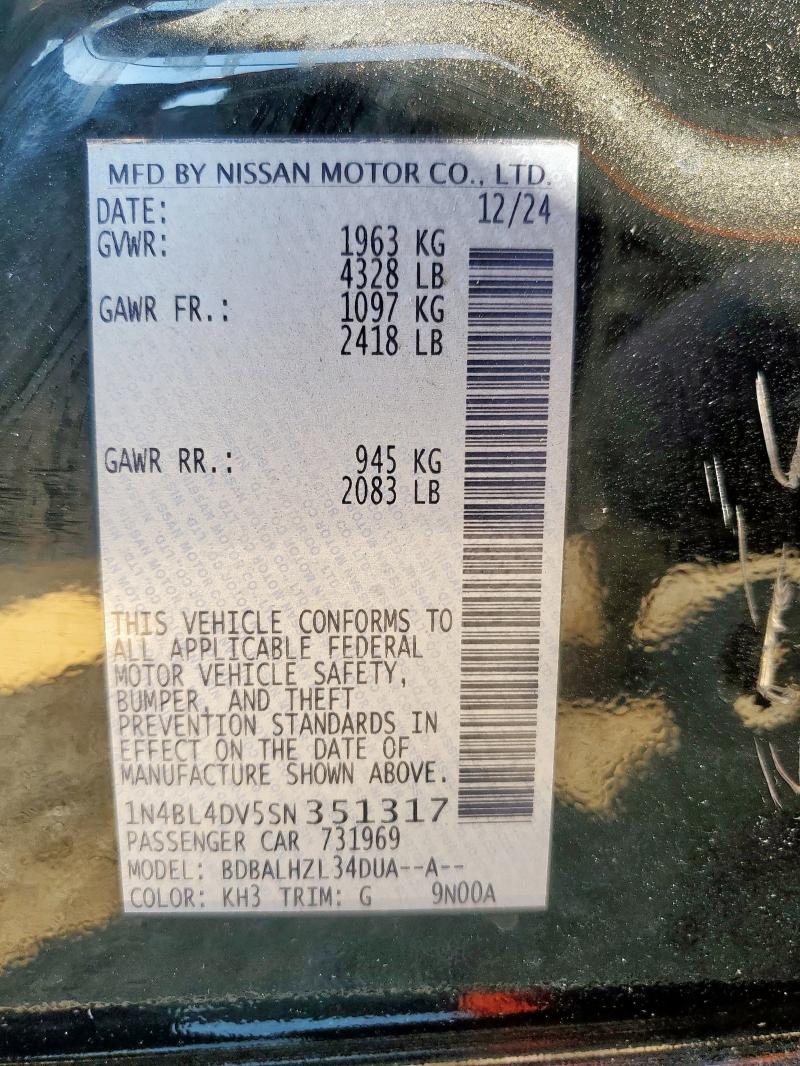 MFD BY NISSAN MOTOR CO., LTD.
DATE: 12/24
GVWR: 1963 KG
4328 LB
GAWR FR.: 1097 KG
2418 LB
GAWR RR.: 945 KG
2083 LB
THIS VEHICLE CONFORMS TO
ALL APPLICABLE FEDERAL
MOTOR VEHICLE SAFETY,
BUMPER, AND THEFT
PREVENTION STANDARDS IN
EFFECT ON THE DATE OF
MANUFACTURE SHOWN ABOVE.
1N4BL4DV5SN351317
PASSENGER CAR 731969
MODEL: BDBALHZL34DUA--A--
COLOR: KH3 TRIM: G 9N00A